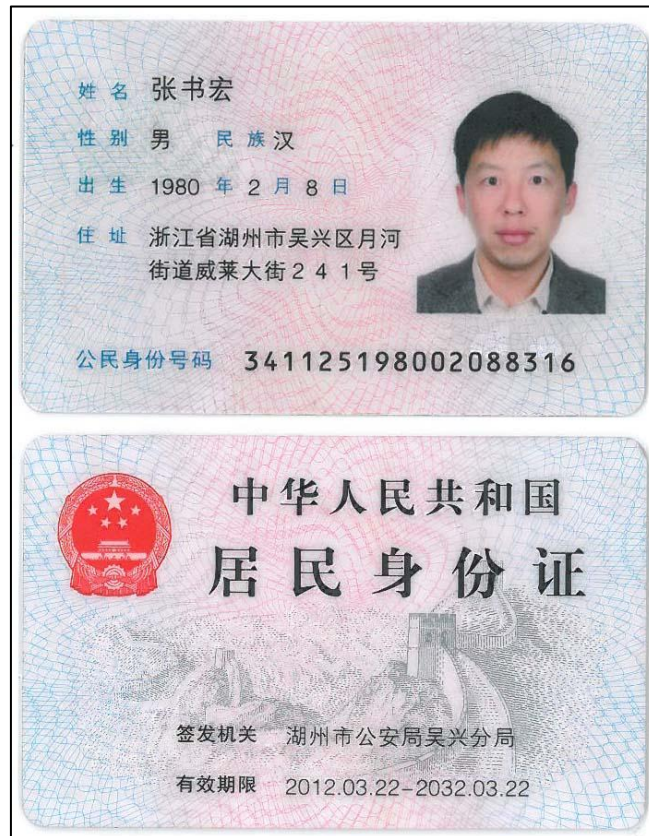 姓名 张书宏
性别 男 民族 汉
出生 1980 年 2 月 8 日
住址 浙江省湖州市吴兴区月河
街道威莱大街241号
公民身份号码 341125198002088316
中华人民共和国
居民身份证
签发机关 湖州市公安局吴兴分局
有效期限 2012.03.22-2032.03.22